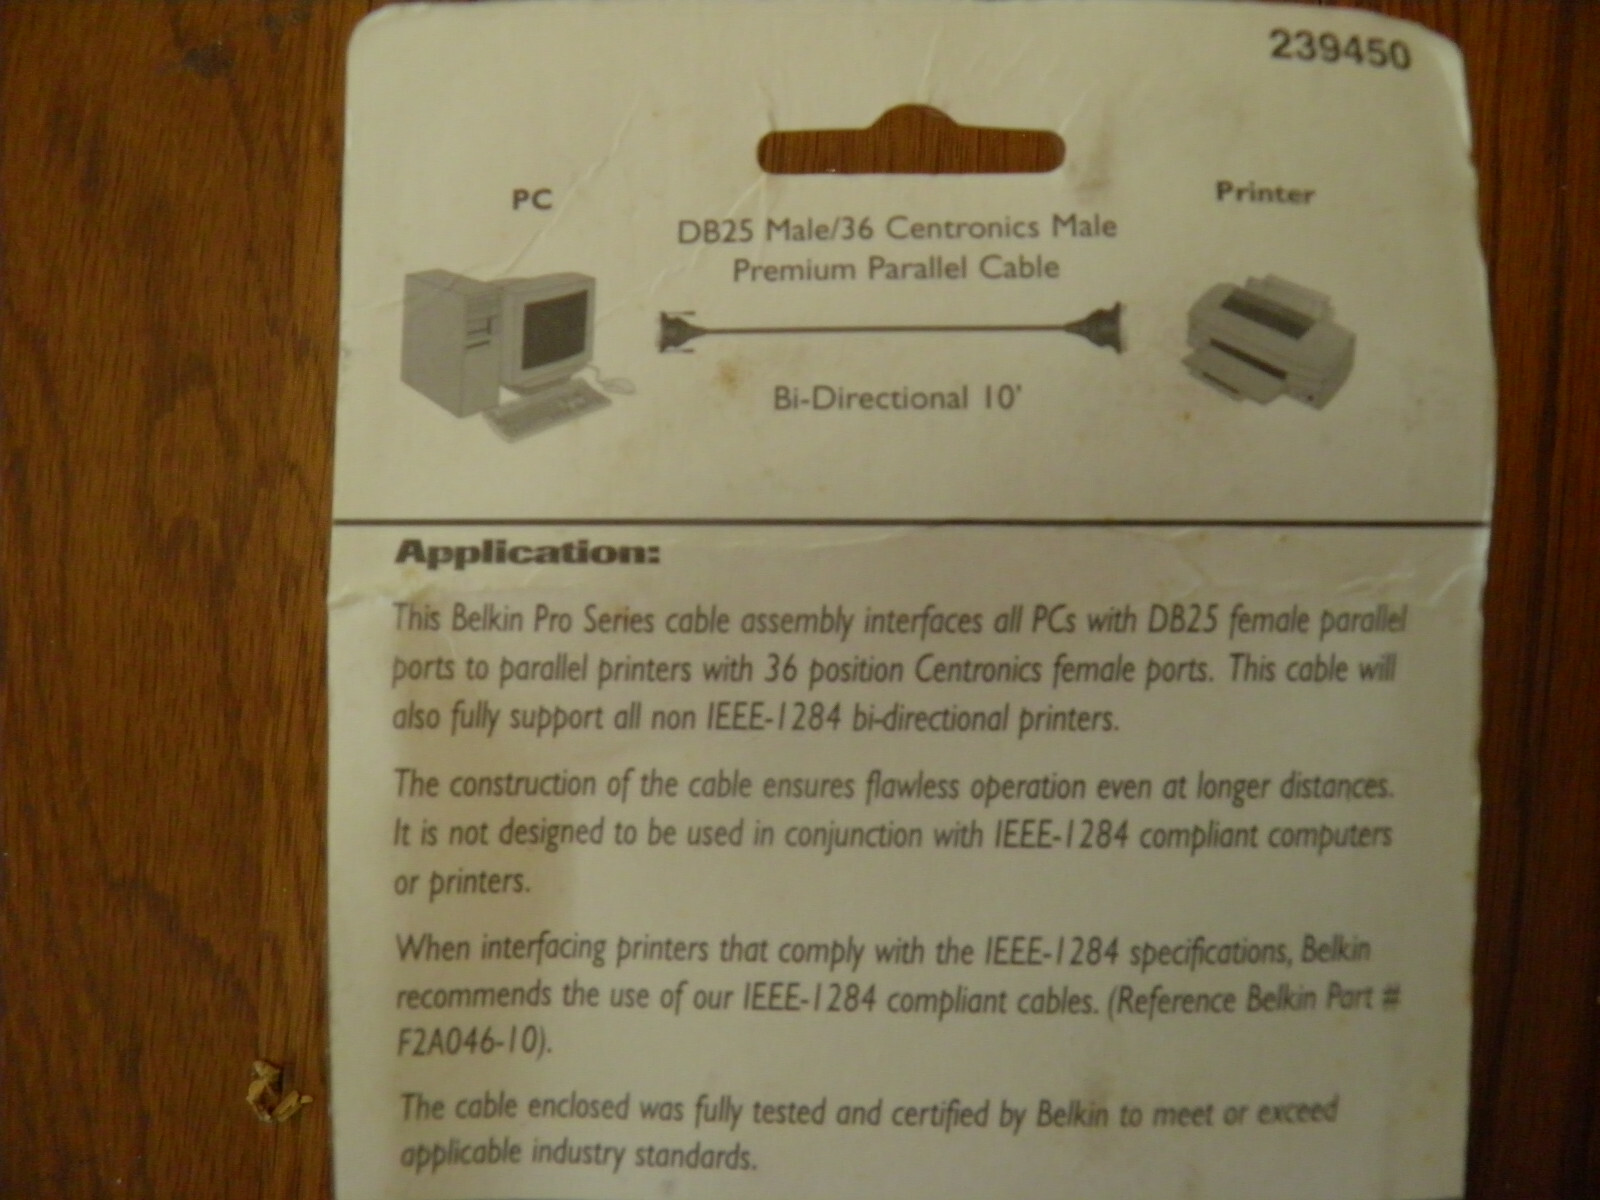 239450
PC
Printer
DB25 Male/36 Centronics Male
Premium Parallel Cable
Bi-Directional 10'
Application:
This Belkin Pro Series cable assembly interfaces all PCs with DB25 female parallel
ports to parallel printers with 36 position Centronics female ports. This cable will
also fully support all non IEEE-1284 bi-directional printers.
The construction of the cable ensures flawless operation even at longer distances.
It is not designed to be used in conjunction with IEEE-1284 compliant computers
or printers.
When interfacing printers that comply with the IEEE-1284 specifications, Belkin
recommends the use of our IEEE-1284 compliant cables. (Reference Belkin Part #
F2A046-10).
The cable enclosed was fully tested and certified by Belkin to meet or exceed
applicable industry standards.